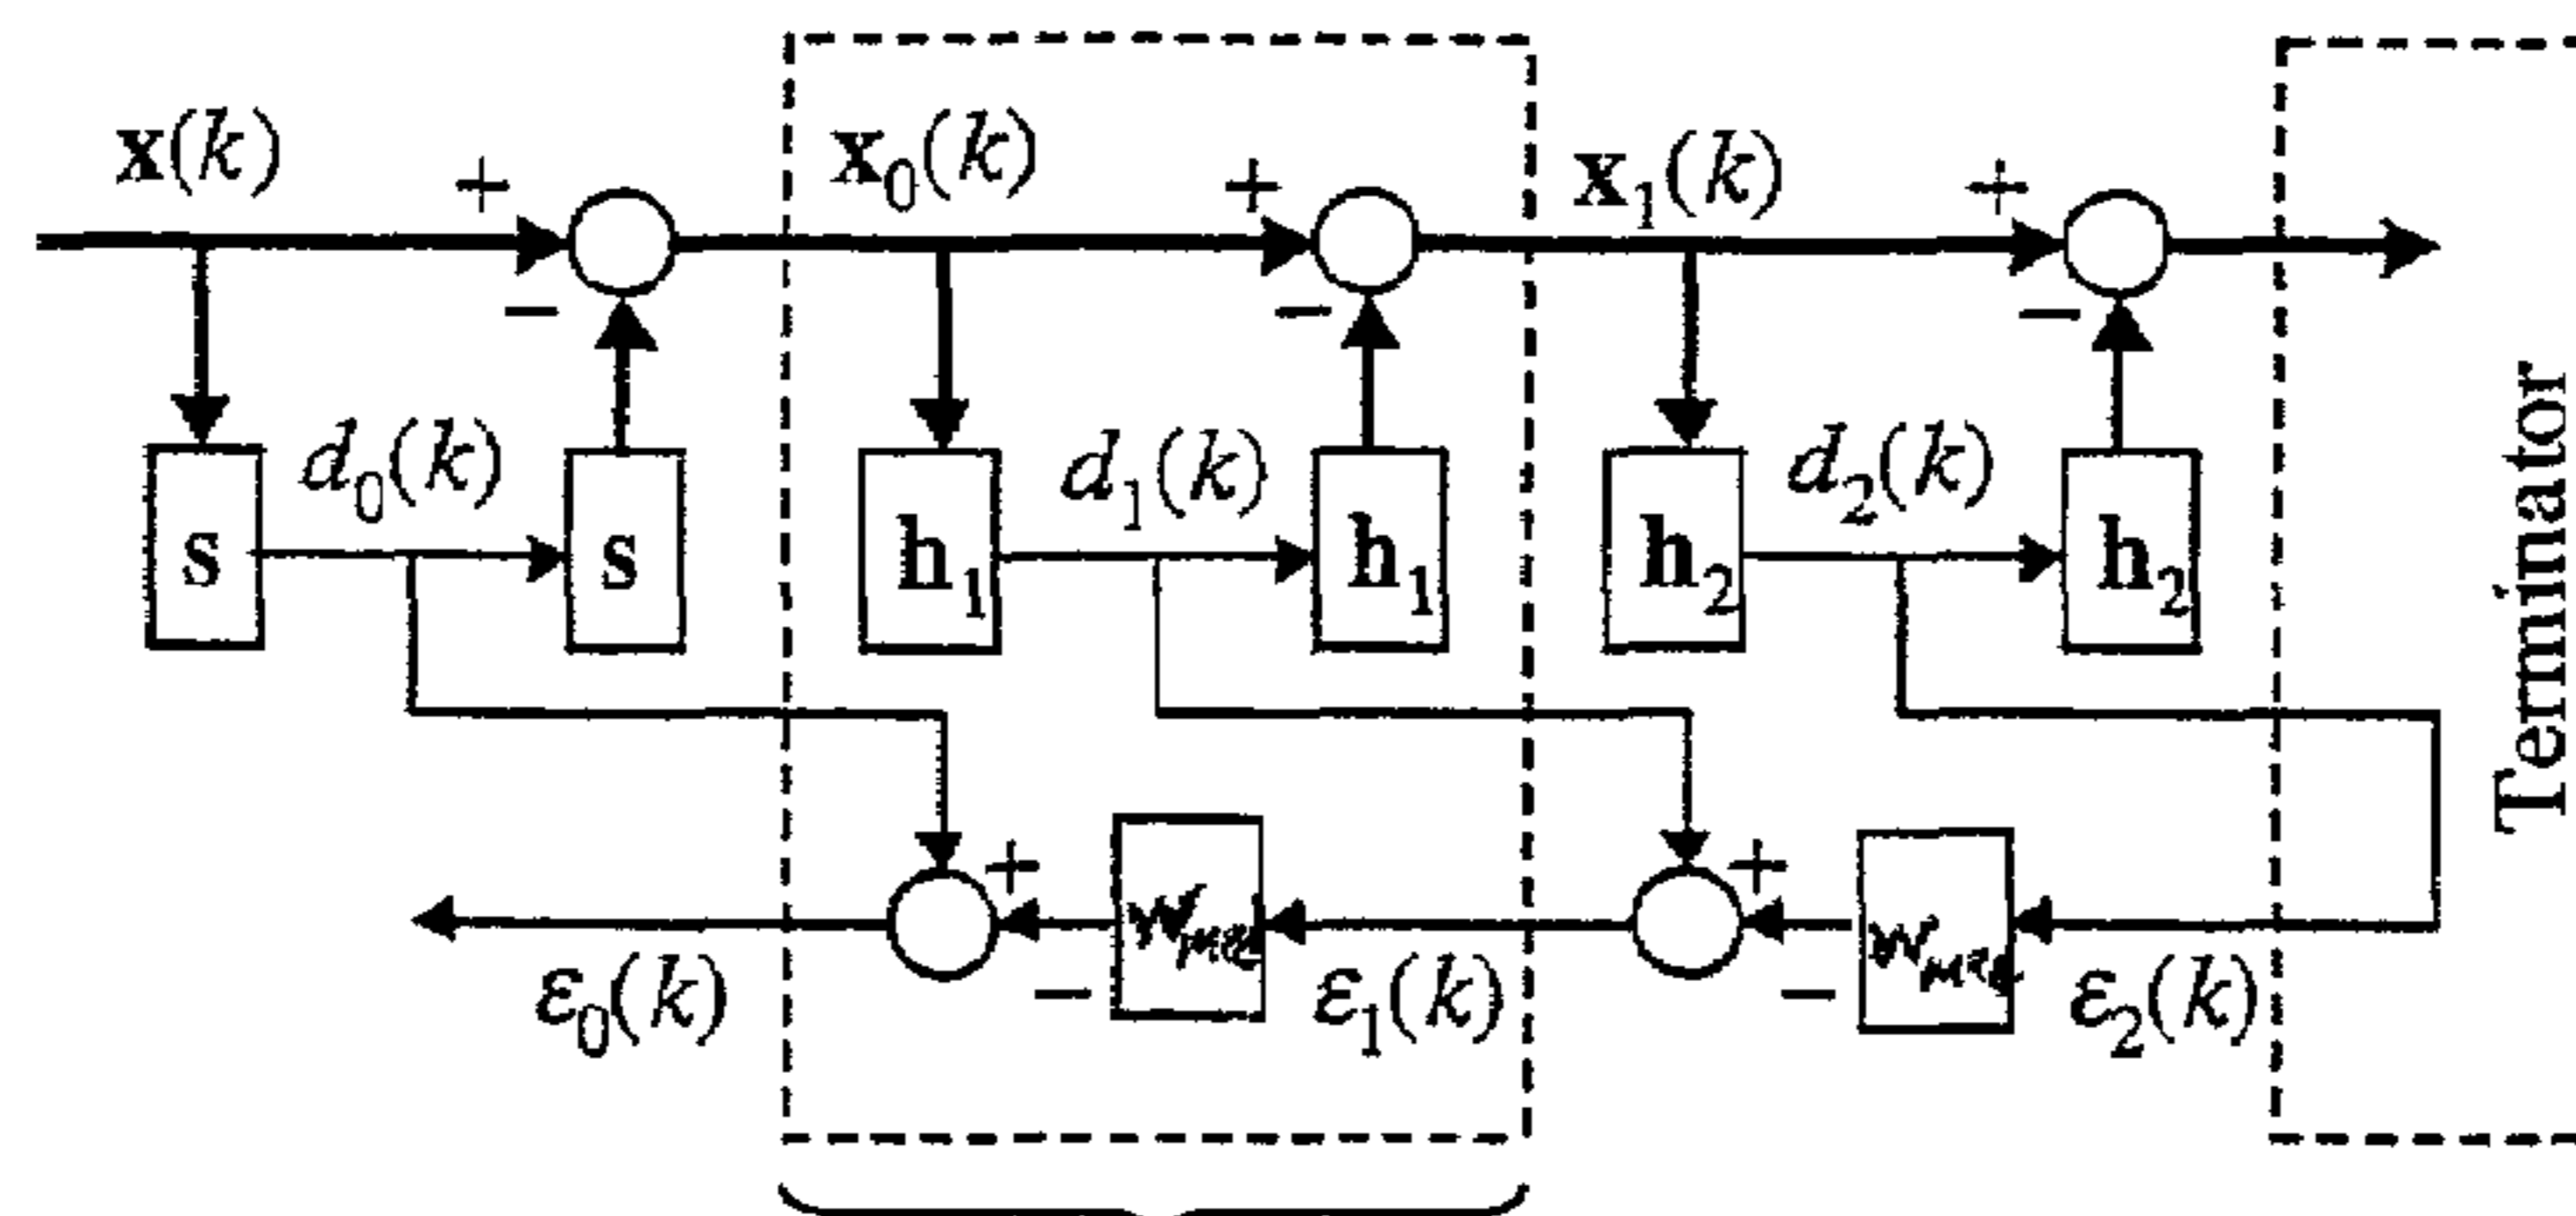 x(k)
+
x₀(k)
+
x₁(k)
+
−
−
−
d₀(k)
d₁(k)
d₂(k)
s
s
h₁
h₁
h₂
h₂
Terminator
+
+
−
−
ε₀(k)
ε₁(k)
ε₂(k)